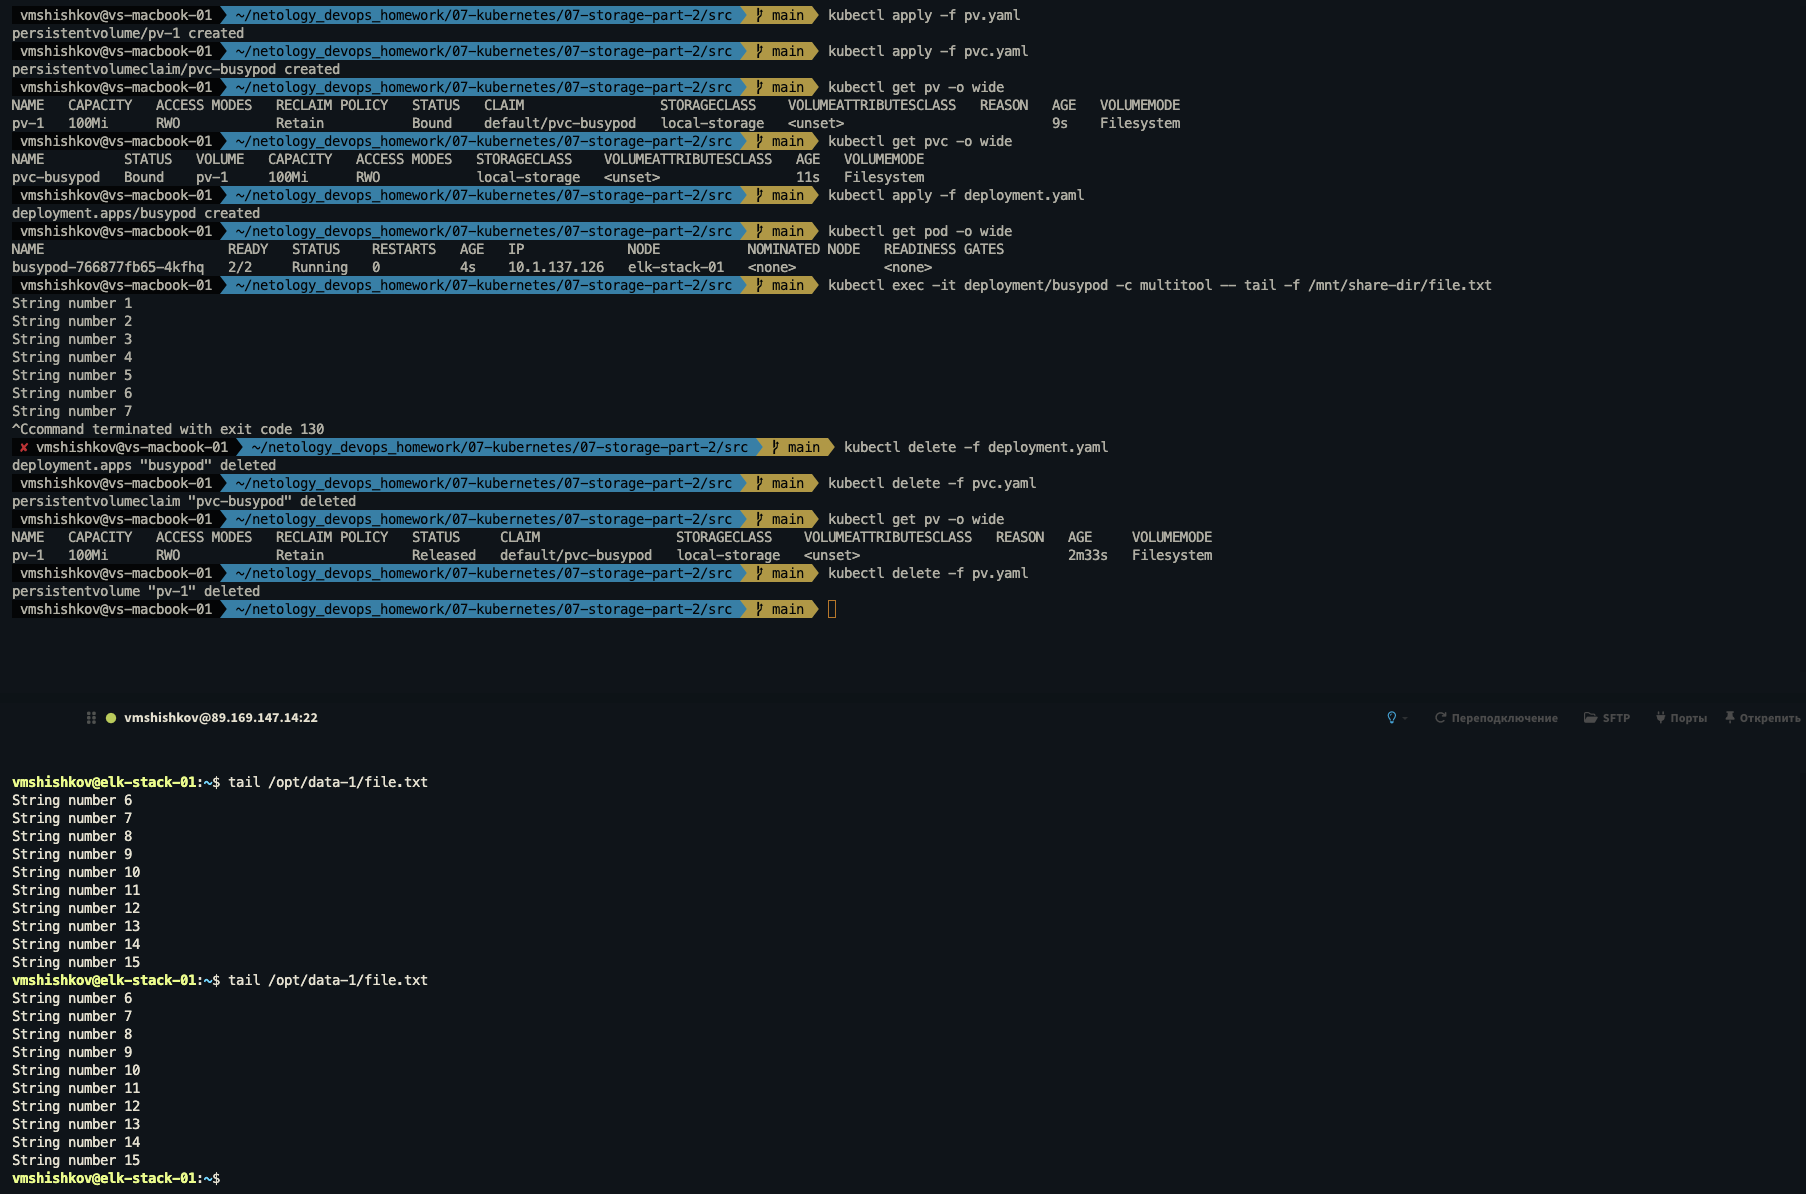 vmshishkov@vs-macbook-01 ~/netology_devops_homework/07-kubernetes/07-storage-part-2/src main kubectl apply -f pv.yaml
persistentvolume/pv-1 created
vmshishkov@vs-macbook-01 ~/netology_devops_homework/07-kubernetes/07-storage-part-2/src main kubectl apply -f pvc.yaml
persistentvolumeclaim/pvc-busypod created
vmshishkov@vs-macbook-01 ~/netology_devops_homework/07-kubernetes/07-storage-part-2/src main kubectl get pv -o wide
NAME CAPACITY ACCESS MODES RECLAIM POLICY STATUS CLAIM STORAGECLASS VOLUMEATTRIBUTESCLASS REASON AGE VOLUMEMODE
pv-1 100Mi RWO Retain Bound default/pvc-busypod local-storage <unset> 9s Filesystem
vmshishkov@vs-macbook-01 ~/netology_devops_homework/07-kubernetes/07-storage-part-2/src main kubectl get pvc -o wide
NAME STATUS VOLUME CAPACITY ACCESS MODES STORAGECLASS VOLUMEATTRIBUTESCLASS AGE VOLUMEMODE
pvc-busypod Bound pv-1 100Mi RWO local-storage <unset> 11s Filesystem
vmshishkov@vs-macbook-01 ~/netology_devops_homework/07-kubernetes/07-storage-part-2/src main kubectl apply -f deployment.yaml
deployment.apps/busypod created
vmshishkov@vs-macbook-01 ~/netology_devops_homework/07-kubernetes/07-storage-part-2/src main kubectl get pod -o wide
NAME READY STATUS RESTARTS AGE IP NODE NOMINATED NODE READINESS GATES
busypod-766877fb65-4kfhq 2/2 Running 0 4s 10.1.137.126 elk-stack-01 <none> <none>
vmshishkov@vs-macbook-01 ~/netology_devops_homework/07-kubernetes/07-storage-part-2/src main kubectl exec -it deployment/busypod -c multitool -- tail -f /mnt/share-dir/file.txt
String number 1
String number 2
String number 3
String number 4
String number 5
String number 6
String number 7
^Ccommand terminated with exit code 130
✘ vmshishkov@vs-macbook-01 ~/netology_devops_homework/07-kubernetes/07-storage-part-2/src main kubectl delete -f deployment.yaml
deployment.apps "busypod" deleted
vmshishkov@vs-macbook-01 ~/netology_devops_homework/07-kubernetes/07-storage-part-2/src main kubectl delete -f pvc.yaml
persistentvolumeclaim "pvc-busypod" deleted
vmshishkov@vs-macbook-01 ~/netology_devops_homework/07-kubernetes/07-storage-part-2/src main kubectl get pv -o wide
NAME CAPACITY ACCESS MODES RECLAIM POLICY STATUS CLAIM STORAGECLASS VOLUMEATTRIBUTESCLASS REASON AGE VOLUMEMODE
pv-1 100Mi RWO Retain Released default/pvc-busypod local-storage <unset> 2m33s Filesystem
vmshishkov@vs-macbook-01 ~/netology_devops_homework/07-kubernetes/07-storage-part-2/src main kubectl delete -f pv.yaml
persistentvolume "pv-1" deleted
vmshishkov@vs-macbook-01 ~/netology_devops_homework/07-kubernetes/07-storage-part-2/src main
vmshishkov@89.169.147.14:22 Переподключение SFTP Порты Открепить
vmshishkov@elk-stack-01:~$ tail /opt/data-1/file.txt
String number 6
String number 7
String number 8
String number 9
String number 10
String number 11
String number 12
String number 13
String number 14
String number 15
vmshishkov@elk-stack-01:~$ tail /opt/data-1/file.txt
String number 6
String number 7
String number 8
String number 9
String number 10
String number 11
String number 12
String number 13
String number 14
String number 15
vmshishkov@elk-stack-01:~$